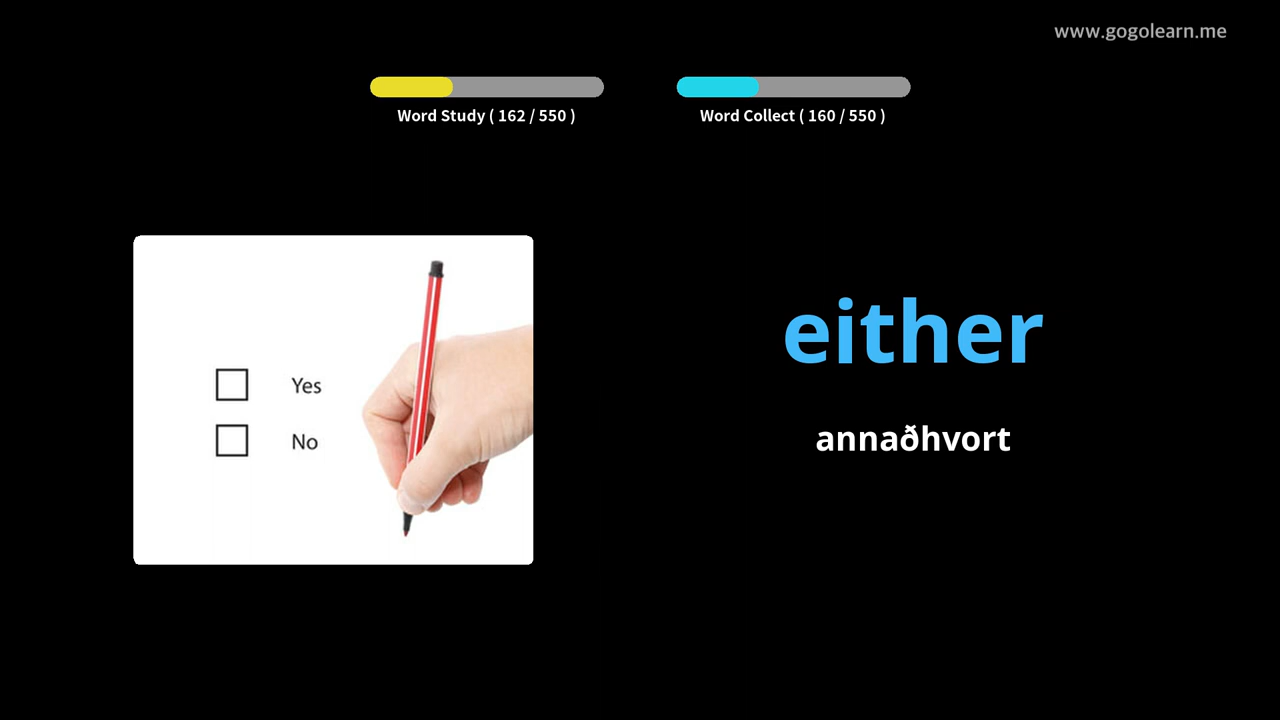 www.gogolearn.me
Word Study ( 162 / 550 )
Word Collect ( 160 / 550 )
Yes
No
either
annaðhvort